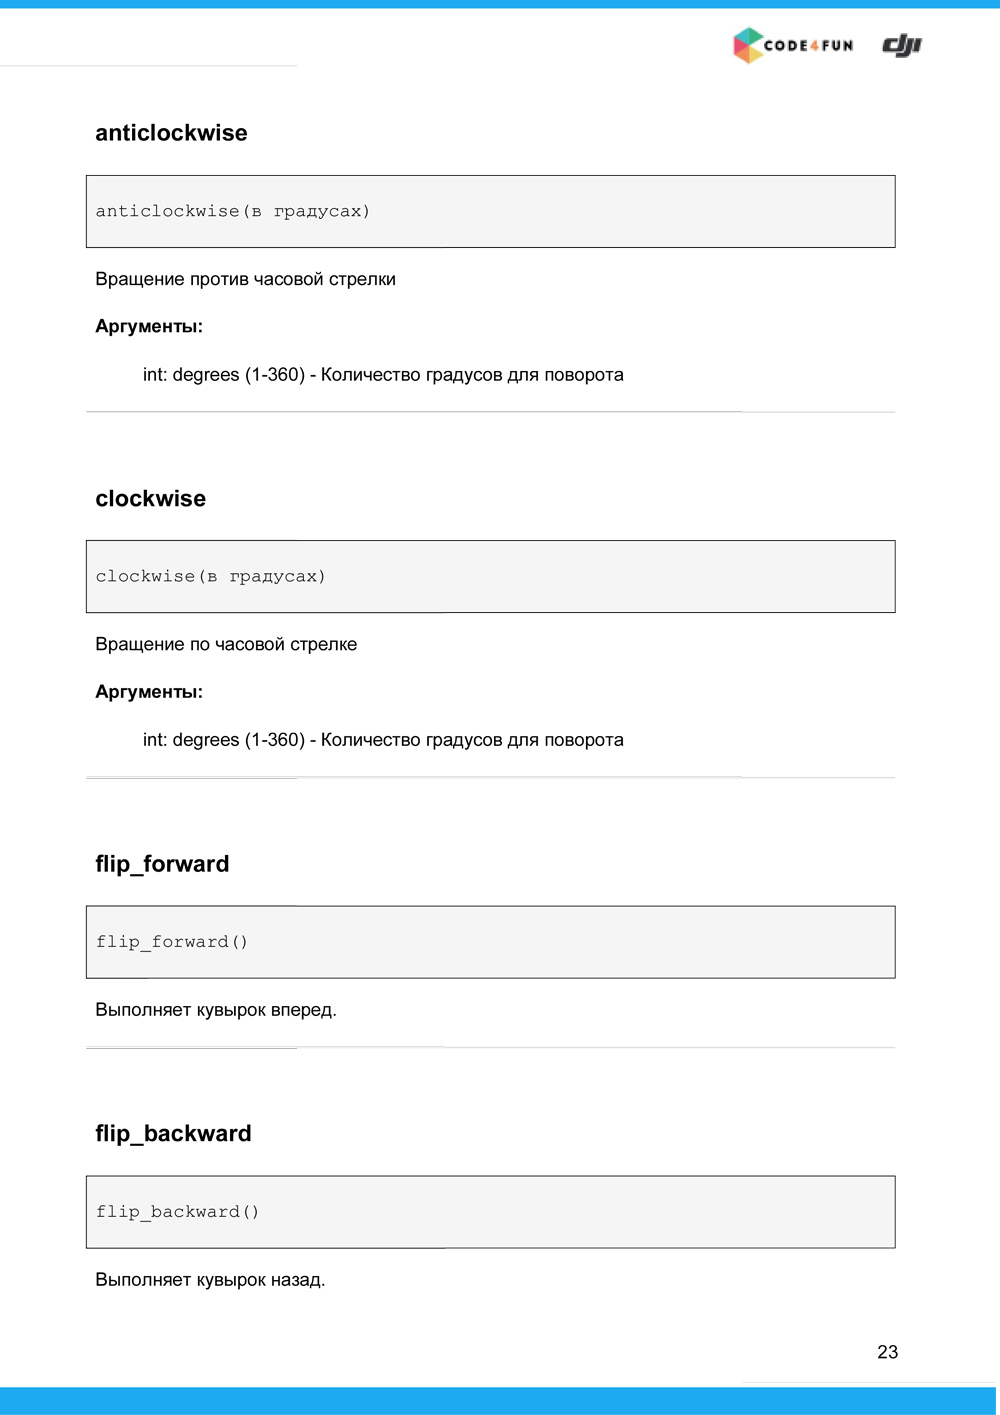 CODE4FUN dji
anticlockwise
anticlockwise(в градусах)
Вращение против часовой стрелки
Аргументы:
int: degrees (1-360) - Количество градусов для поворота
clockwise
clockwise(в градусах)
Вращение по часовой стрелке
Аргументы:
int: degrees (1-360) - Количество градусов для поворота
flip_forward
flip_forward()
Выполняет кувырок вперед.
flip_backward
flip_backward()
Выполняет кувырок назад.
23